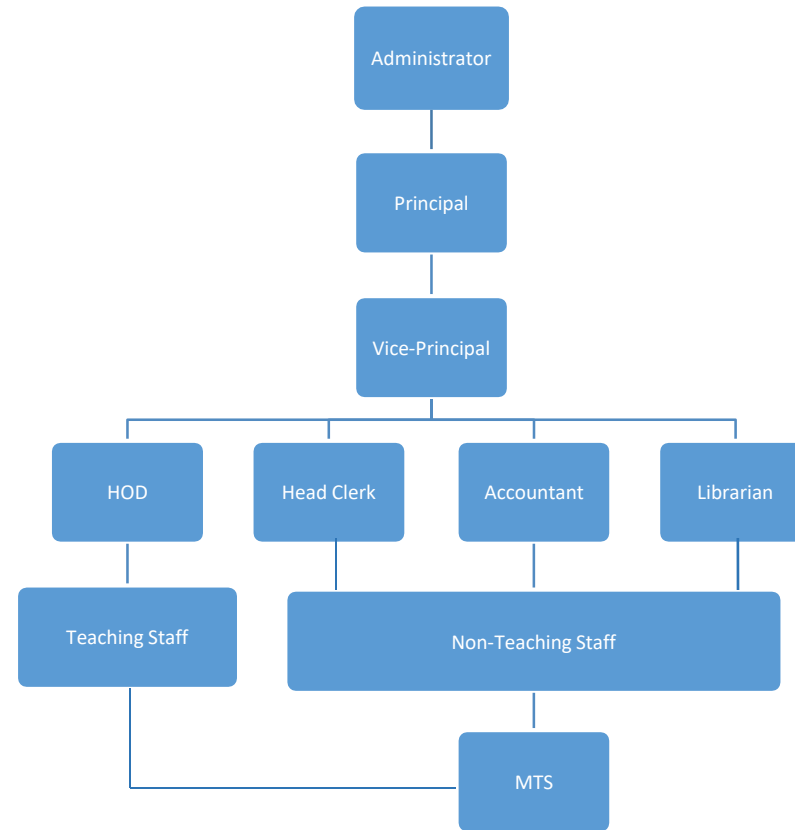 Administrator
Principal
Vice-Principal
HOD
Head Clerk
Accountant
Librarian
Teaching Staff
Non-Teaching Staff
MTS